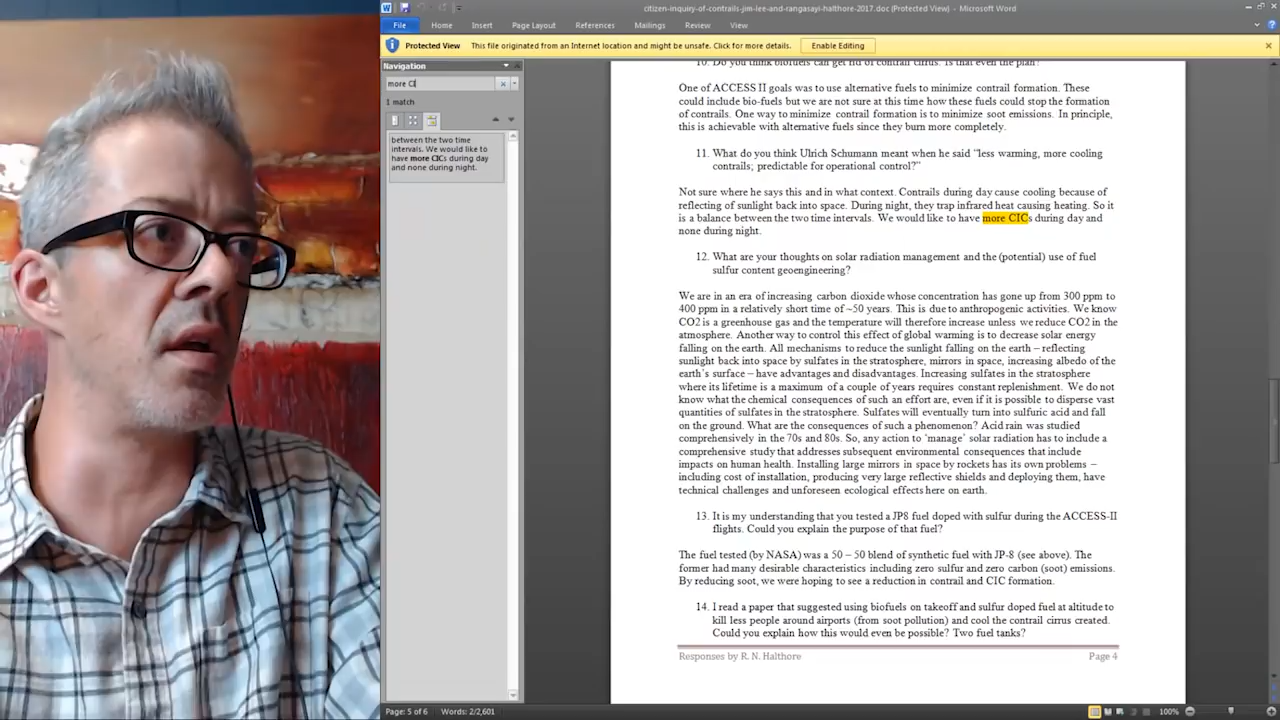 citizen-inquiry-of-contrails-jim-lee-and-rangasayi-halthore-2017.doc (Protected View) - Microsoft Word
File Home Insert Page Layout References Mailings Review View
Protected View This file originated from an Internet location and might be unsafe. Click for more details. Enable Editing
Navigation
more CI
1 match
between the two time
intervals. We would like to
have more CICs during day
and none during night.
10. Do you think biofuels can get rid of contrail cirrus? Is that even the plan?
One of ACCESS II goals was to use alternative fuels to minimize contrail formation. These
could include bio-fuels but we are not sure at this time how these fuels could stop the formation
of contrails. One way to minimize contrail formation is to minimize soot emissions. In principle,
this is achievable with alternative fuels since they burn more completely.
11. What do you think Ulrich Schumann meant when he said “less warming, more cooling
contrails; predictable for operational control?”
Not sure where he says this and in what context. Contrails during day cause cooling because of
reflecting of sunlight back into space. During night, they trap infrared heat causing heating. So it
is a balance between the two time intervals. We would like to have more CICs during day and
none during night.
12. What are your thoughts on solar radiation management and the (potential) use of fuel
sulfur content geoengineering?
We are in an era of increasing carbon dioxide whose concentration has gone up from 300 ppm to
400 ppm in a relatively short time of ~50 years. This is due to anthropogenic activities. We know
CO2 is a greenhouse gas and the temperature will therefore increase unless we reduce CO2 in the
atmosphere. Another way to control this effect of global warming is to decrease solar energy
falling on the earth. All mechanisms to reduce the sunlight falling on the earth – reflecting
sunlight back into space by sulfates in the stratosphere, mirrors in space, increasing albedo of the
earth’s surface – have advantages and disadvantages. Increasing sulfates in the stratosphere
where its lifetime is a maximum of a couple of years requires constant replenishment. We do not
know what the chemical consequences of such an effort are, even if it is possible to disperse vast
quantities of sulfates in the stratosphere. Sulfates will eventually turn into sulfuric acid and fall
on the ground. What are the consequences of such a phenomenon? Acid rain was studied
comprehensively in the 70s and 80s. So, any action to ‘manage’ solar radiation has to include a
comprehensive study that addresses subsequent environmental consequences that include
impacts on human health. Installing large mirrors in space by rockets has its own problems –
including cost of installation, producing very large reflective shields and deploying them, have
technical challenges and unforeseen ecological effects here on earth.
13. It is my understanding that you tested a JP8 fuel doped with sulfur during the ACCESS-II
flights. Could you explain the purpose of that fuel?
The fuel tested (by NASA) was a 50 – 50 blend of synthetic fuel with JP-8 (see above). The
former had many desirable characteristics including zero sulfur and zero carbon (soot) emissions.
By reducing soot, we were hoping to see a reduction in contrail and CIC formation.
14. I read a paper that suggested using biofuels on takeoff and sulfur doped fuel at altitude to
kill less people around airports (from soot pollution) and cool the contrail cirrus created.
Could you explain how this would even be possible? Two fuel tanks?
Responses by R. N. Halthore Page 4
Page: 5 of 6 Words: 2/2,601 100%